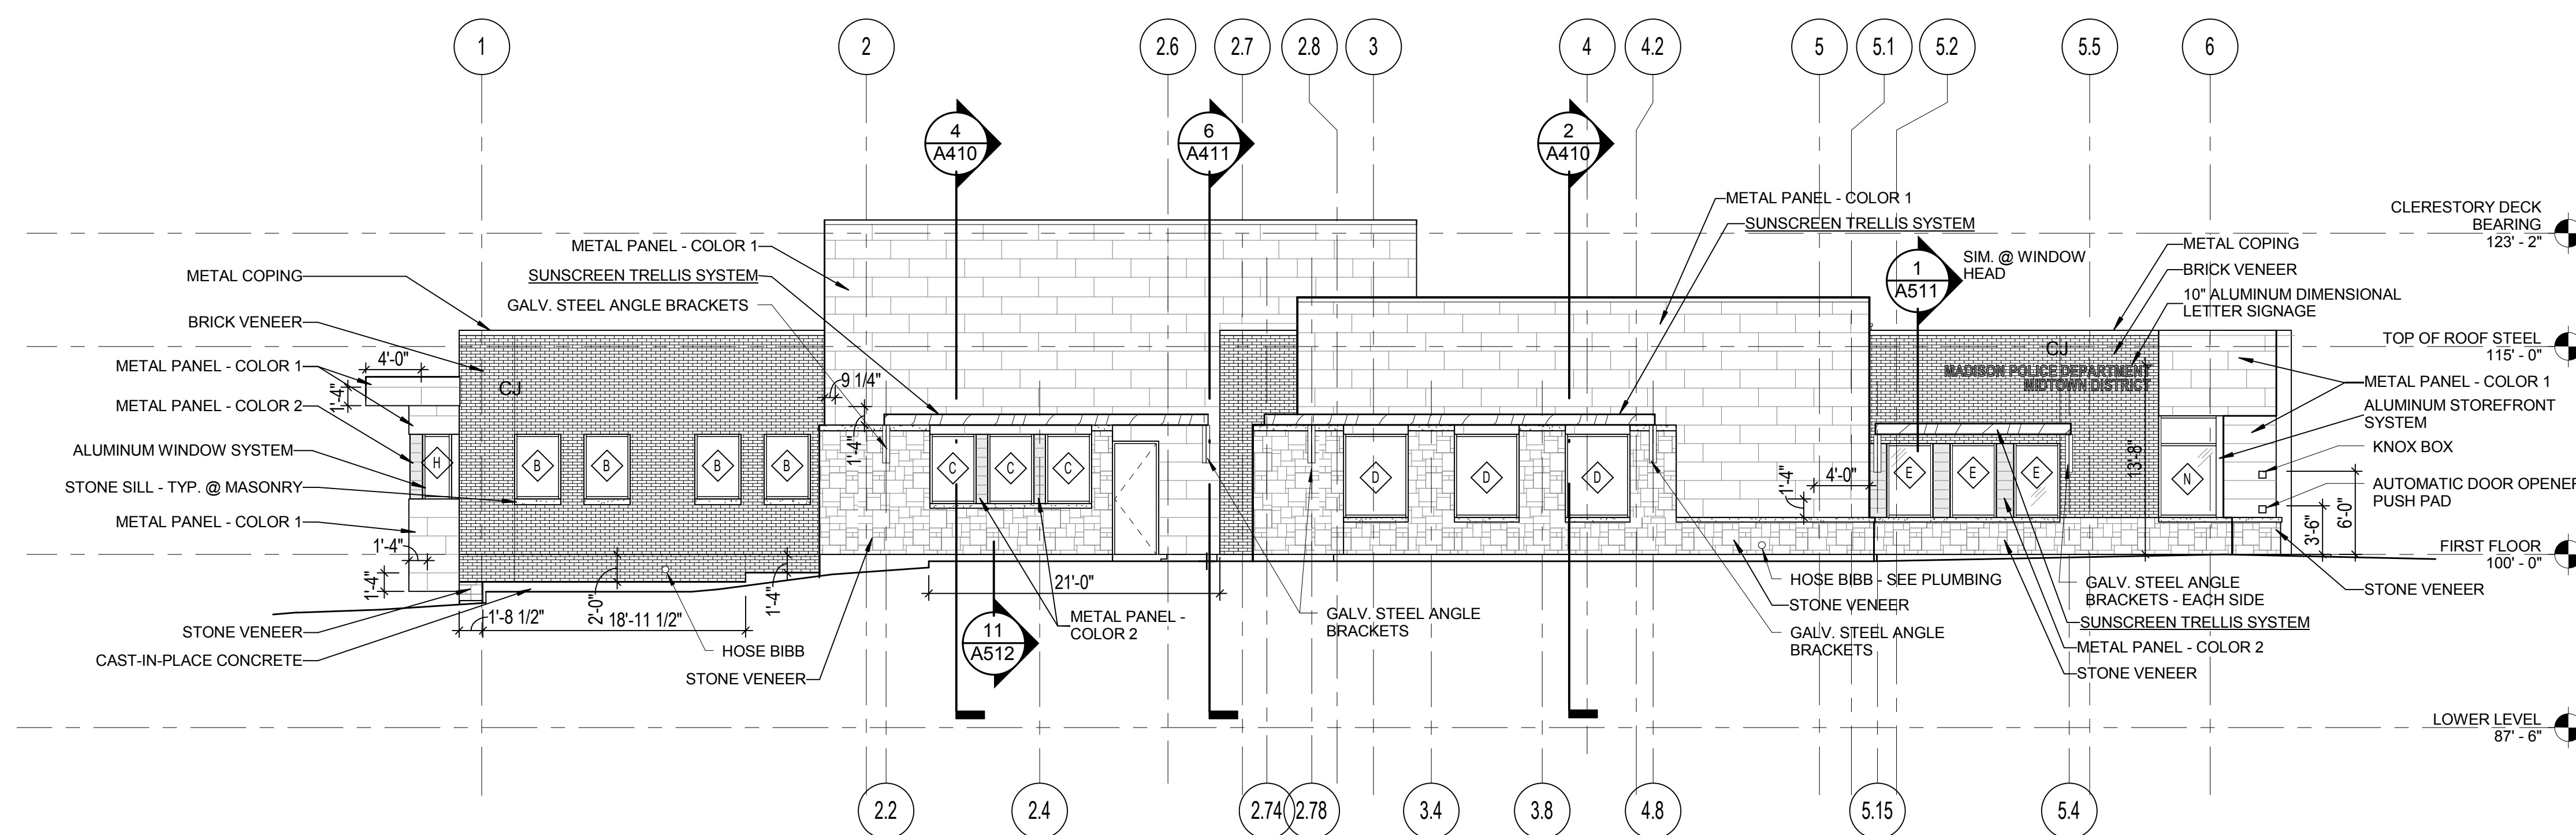 1
2
2.6
2.7
2.8
3
4
4.2
5
5.1
5.2
5.5
6
4
A410
6
A411
2
A410
METAL PANEL - COLOR 1
SUNSCREEN TRELLIS SYSTEM
CLERESTORY DECK
BEARING
123' - 2"
METAL PANEL - COLOR 1
SUNSCREEN TRELLIS SYSTEM
GALV. STEEL ANGLE BRACKETS
METAL COPING
BRICK VENEER
METAL PANEL - COLOR 1
METAL PANEL - COLOR 2
ALUMINUM WINDOW SYSTEM
STONE SILL - TYP. @ MASONRY
METAL PANEL - COLOR 1
STONE VENEER
CAST-IN-PLACE CONCRETE
4'-0"
1'-4"
CJ
9 1/4"
1'-4"
1
A511
SIM. @ WINDOW
HEAD
METAL COPING
BRICK VENEER
10" ALUMINUM DIMENSIONAL
LETTER SIGNAGE
TOP OF ROOF STEEL
115' - 0"
CJ
MADISON POLICE DEPARTMENT
MIDTOWN DISTRICT
METAL PANEL - COLOR 1
ALUMINUM STOREFRONT
SYSTEM
KNOX BOX
AUTOMATIC DOOR OPENER
PUSH PAD
H
B
B
B
B
C
C
C
D
D
D
E
E
E
N
1'-4"
4'-0"
3'-8"
3'-6"
6'-0"
FIRST FLOOR
100' - 0"
STONE VENEER
1'-4"
1'-4"
1'-8 1/2"
2'-0"
18'-11 1/2"
1'-4"
21'-0"
HOSE BIBB
STONE VENEER
11
A512
METAL PANEL -
COLOR 2
GALV. STEEL ANGLE
BRACKETS
HOSE BIBB - SEE PLUMBING
STONE VENEER
GALV. STEEL ANGLE
BRACKETS
GALV. STEEL ANGLE
BRACKETS - EACH SIDE
SUNSCREEN TRELLIS SYSTEM
METAL PANEL - COLOR 2
STONE VENEER
LOWER LEVEL
87' - 6"
2.2
2.4
2.74
2.78
3.4
3.8
4.8
5.15
5.4